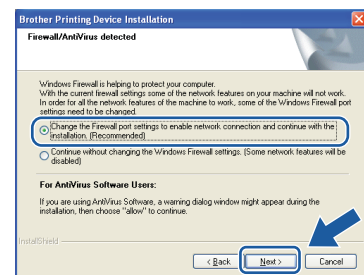 Brother Printing Device Installation
Firewall/AntiVirus detected
Windows Firewall is helping to protect your computer.
With the current firewall settings some of the network features on your machine will not work.
In order for all the network features of the machine to work, some of the Windows Firewall port
settings need to be changed.
Change the Firewall port settings to enable network connection and continue with the
installation. (Recommended)
Continue without changing the Windows Firewall settings. (Some network features will be
disabled)
For AntiVirus Software Users:
If you are using AntiVirus Software, a warning dialog window might appear during the
installation, then choose "allow" to continue.
InstallShield
< Back
Next >
Cancel